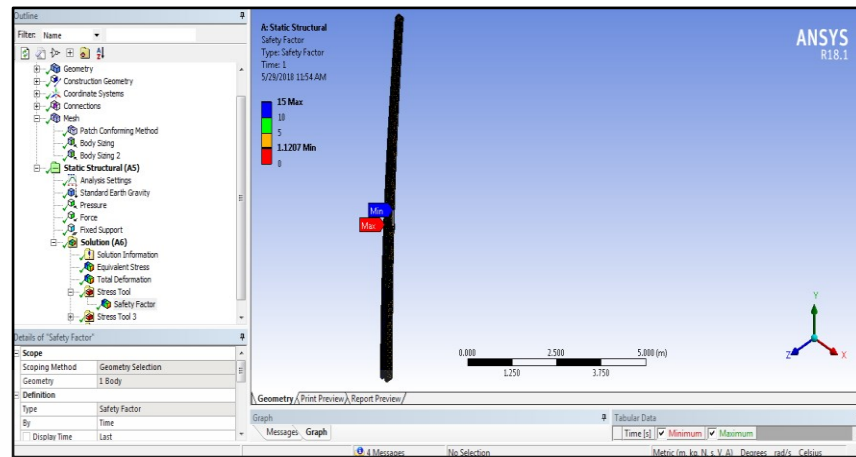 Outline
Filter: Name
Geometry
Construction Geometry
Coordinate Systems
Connections
Mesh
Patch Conforming Method
Body Sizing
Body Sizing 2
Static Structural (A5)
Analysis Settings
Standard Earth Gravity
Pressure
Force
Fixed Support
Solution (A6)
Solution Information
Equivalent Stress
Total Deformation
Stress Tool
Safety Factor
Stress Tool 3
Details of "Safety Factor"
Scope
Scoping Method Geometry Selection
Geometry 1 Body
Definition
Type Safety Factor
By Time
Display Time Last
A: Static Structural
Safety Factor
Type: Safety Factor
Time: 1
5/29/2018 11:54 AM
15 Max
10
5
1.1207 Min
0
Min
Max
ANSYS
R18.1
0.000 2.500 5.000 (m)
1.250 3.750
Y
Z X
Geometry Print Preview Report Preview
Graph
Messages Graph
Tabular Data
Time [s] Minimum Maximum
4 Messages No Selection Metric (m, kg, N, s, V, A) Degrees rad/s Celsius